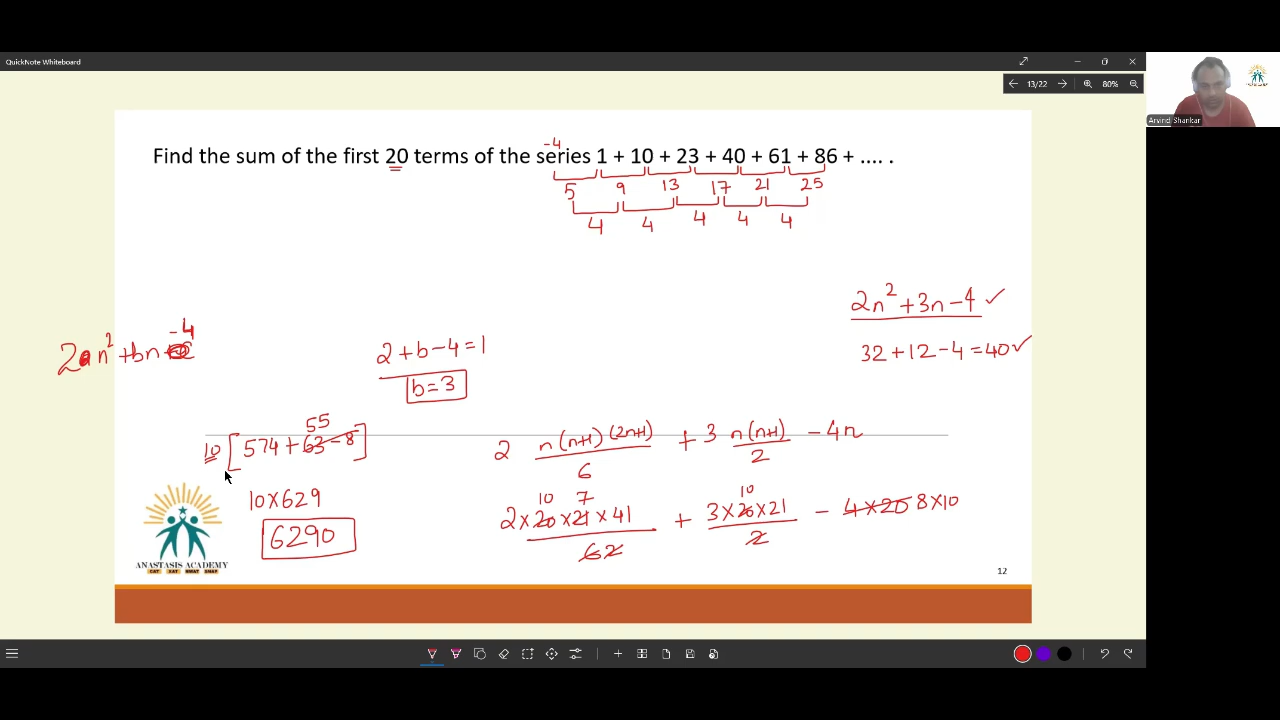 QuickNote Whiteboard
13/22
80%
Arvind Shankar
-4
Find the sum of the first 20 terms of the series 1 + 10 + 23 + 40 + 61 + 86 + .... .
5 9 13 17 21 25
4 4 4 4 4
2n² + 3n - 4 ✓
32 + 12 - 4 = 40 ✓
-4
2 n² + bn +
2 + b - 4 = 1
b = 3
55
10 [574 + 63 - 8]
10 × 629
6290
2 n(n+1)(2n+1)/6 + 3 n(n+1)/2 - 4n
10 7 10
2 × 20 × 21 × 41 / 6 2 + 3 × 20 × 21 / 2 - 4 × 20 8 × 10
ANASTASIS ACADEMY
12